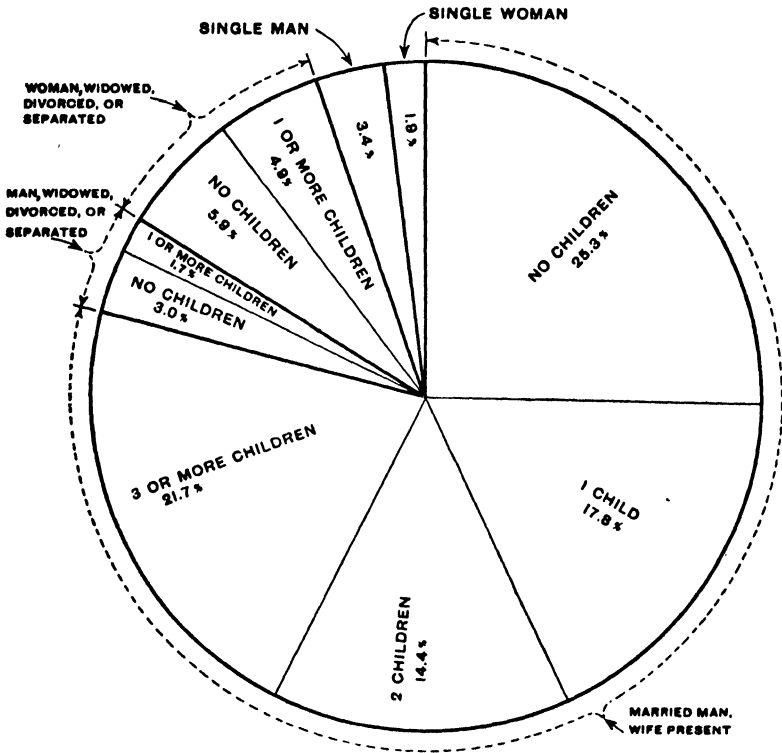 SINGLE WOMAN
SINGLE MAN
WOMAN, WIDOWED,
DIVORCED, OR
SEPARATED
MAN, WIDOWED,
DIVORCED, OR
SEPARATED
1.9%
3.4%
1 OR MORE CHILDREN
4.9%
NO CHILDREN
5.9%
1 OR MORE CHILDREN
1.7%
NO CHILDREN
3.0%
NO CHILDREN
25.3%
3 OR MORE CHILDREN
21.7%
1 CHILD
17.8%
2 CHILDREN
14.4%
MARRIED MAN,
WIFE PRESENT